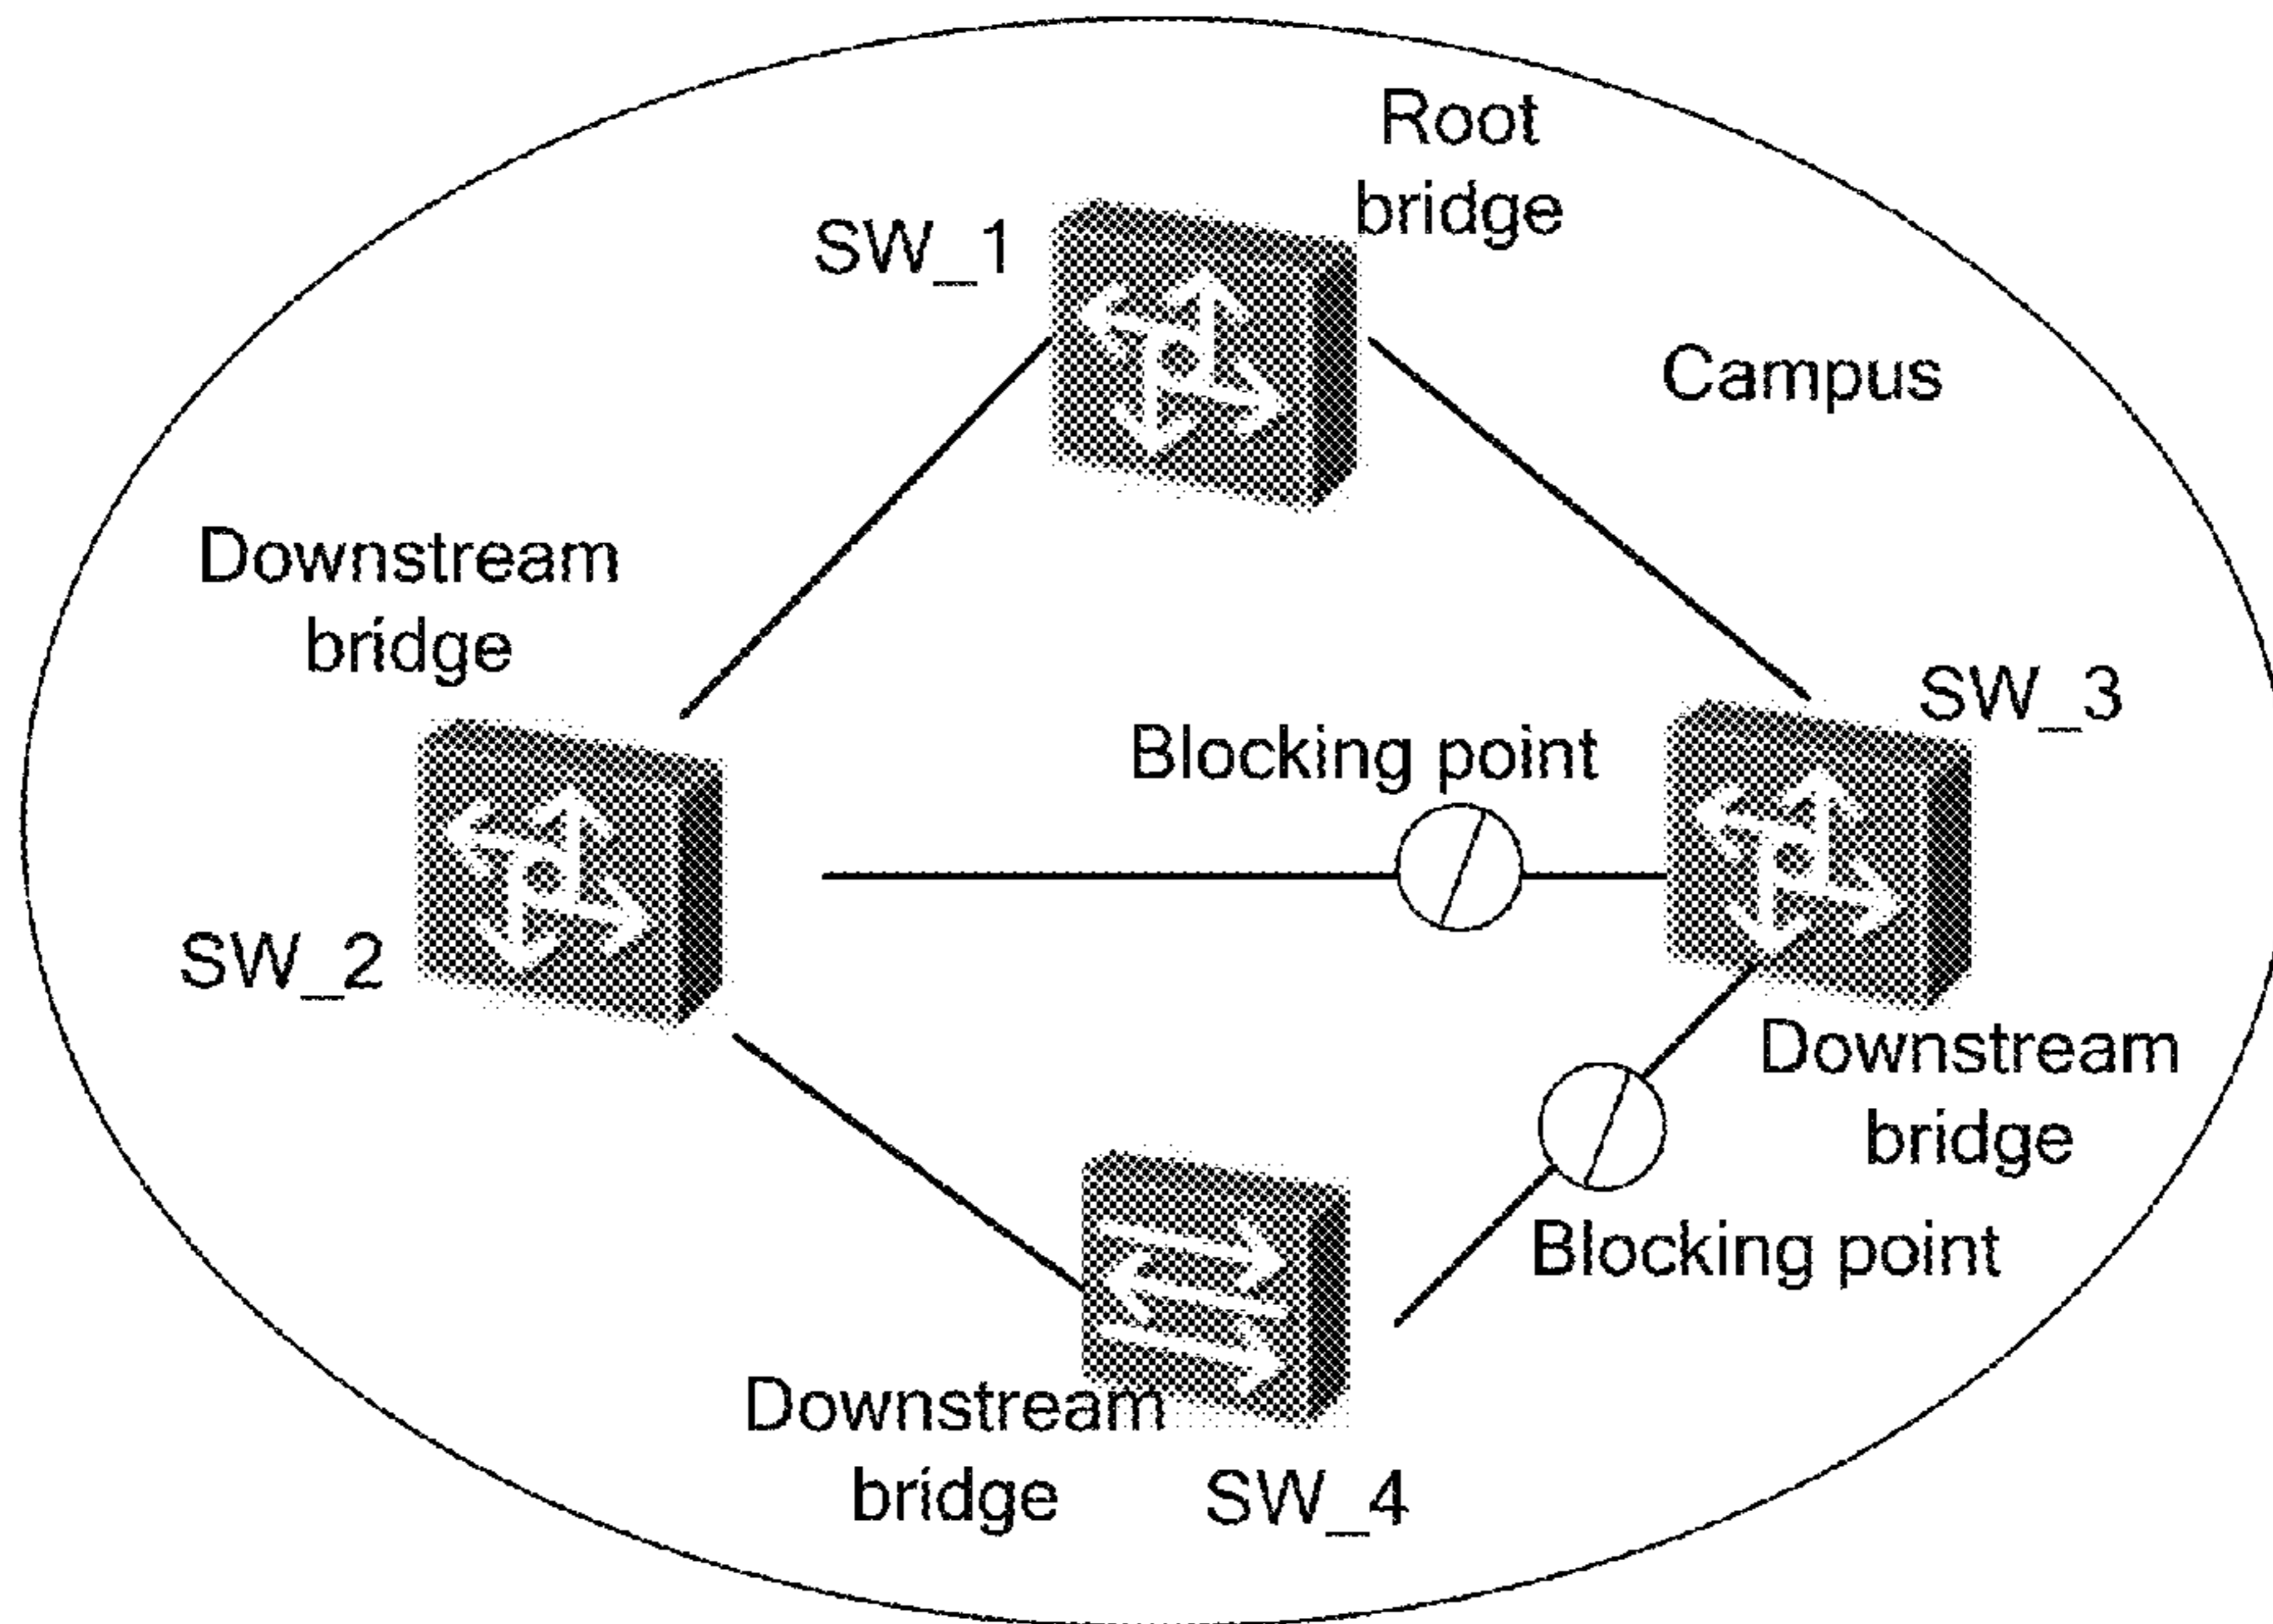 Root
bridge
SW_1
Campus
Downstream
bridge
SW_3
Blocking point
SW_2
Downstream
bridge
Blocking point
Downstream
bridge
SW_4